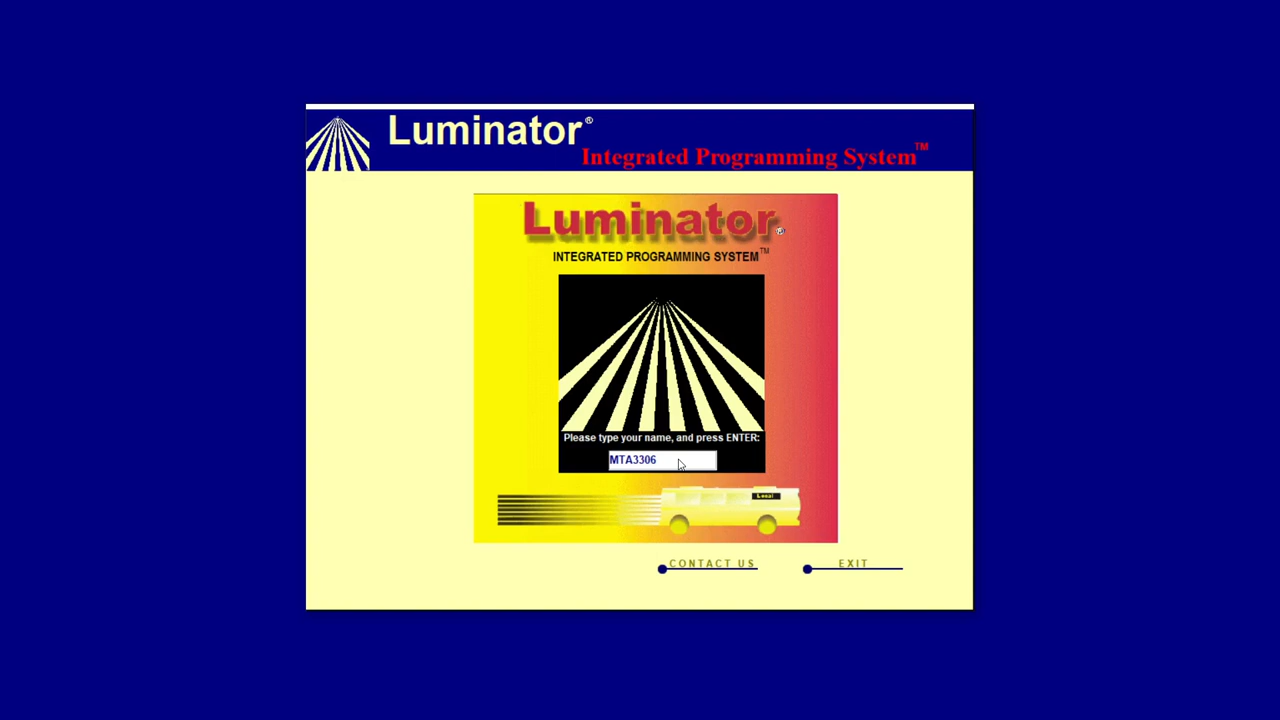 Luminator®
Integrated Programming System™
Luminator®
INTEGRATED PROGRAMMING SYSTEM™
Please type your name, and press ENTER:
MTA3306
Local
CONTACT US
EXIT